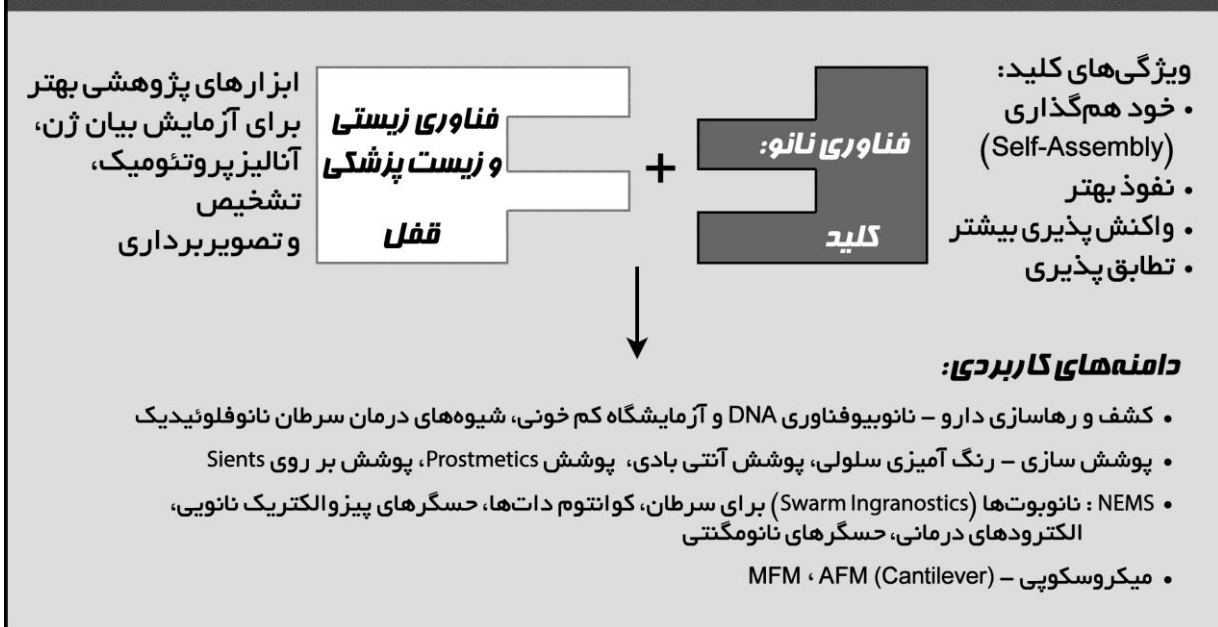 ویژگی‌های کلید:
• خود هم‌گذاری
(Self-Assembly)
• نفوذ بهتر
• واکنش‌پذیری بیشتر
• تطابق‌پذیری
فناوری نانو:
کلید
+
فناوری زیستی
و زیست پزشکی
قفل
ابزارهای پژوهشی بهتر
برای آزمایش بیان ژن،
آنالیز پروتئومیک،
تشخیص
و تصویربرداری
دامنه‌های کاربردی:
• کشف و رهاسازی دارو – نانوبیوفناوری DNA و آزمایشگاه کم خونی، شیوه‌های درمان سرطان نانوفلوئیدیک
• پوشش سازی – رنگ آمیزی سلولی، پوشش آنتی بادی، پوشش Prostmetics، پوشش بر روی Sients
• NEMS : نانوبوت‌ها (Swarm Ingranostics) برای سرطان، کوانتوم دات‌ها، حسگرهای پیزوالکتریک نانویی،
الکترودهای درمانی، حسگرهای نانومگنتی
• میکروسکوپی – MFM ، AFM (Cantilever)